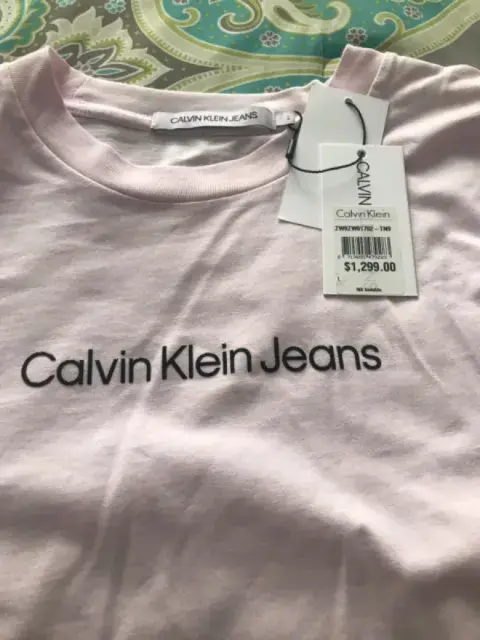 CALVIN KLEIN JEANS
CALVIN
Calvin Klein
$1,299.00
L
Calvin Klein Jeans